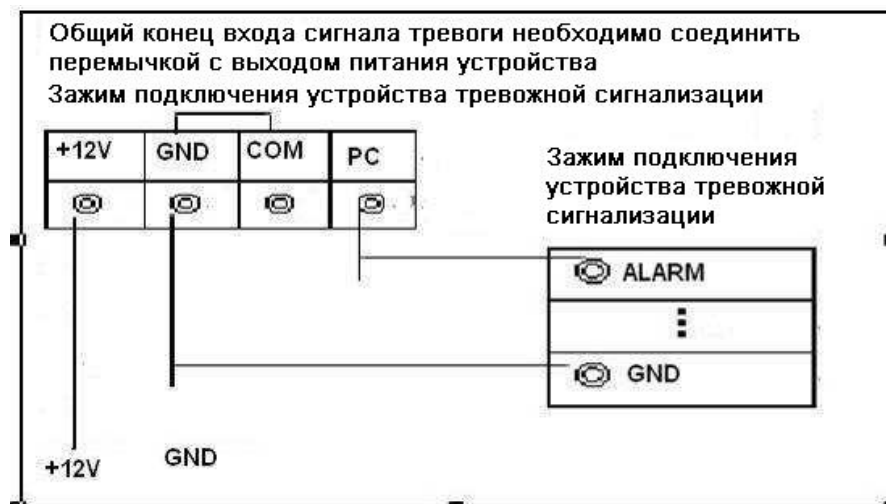 Общий конец входа сигнала тревоги необходимо соединить
перемычкой с выходом питания устройства
Зажим подключения устройства тревожной сигнализации
+12V GND COM PC
Зажим подключения
устройства тревожной
сигнализации
ALARM
GND
+12V GND